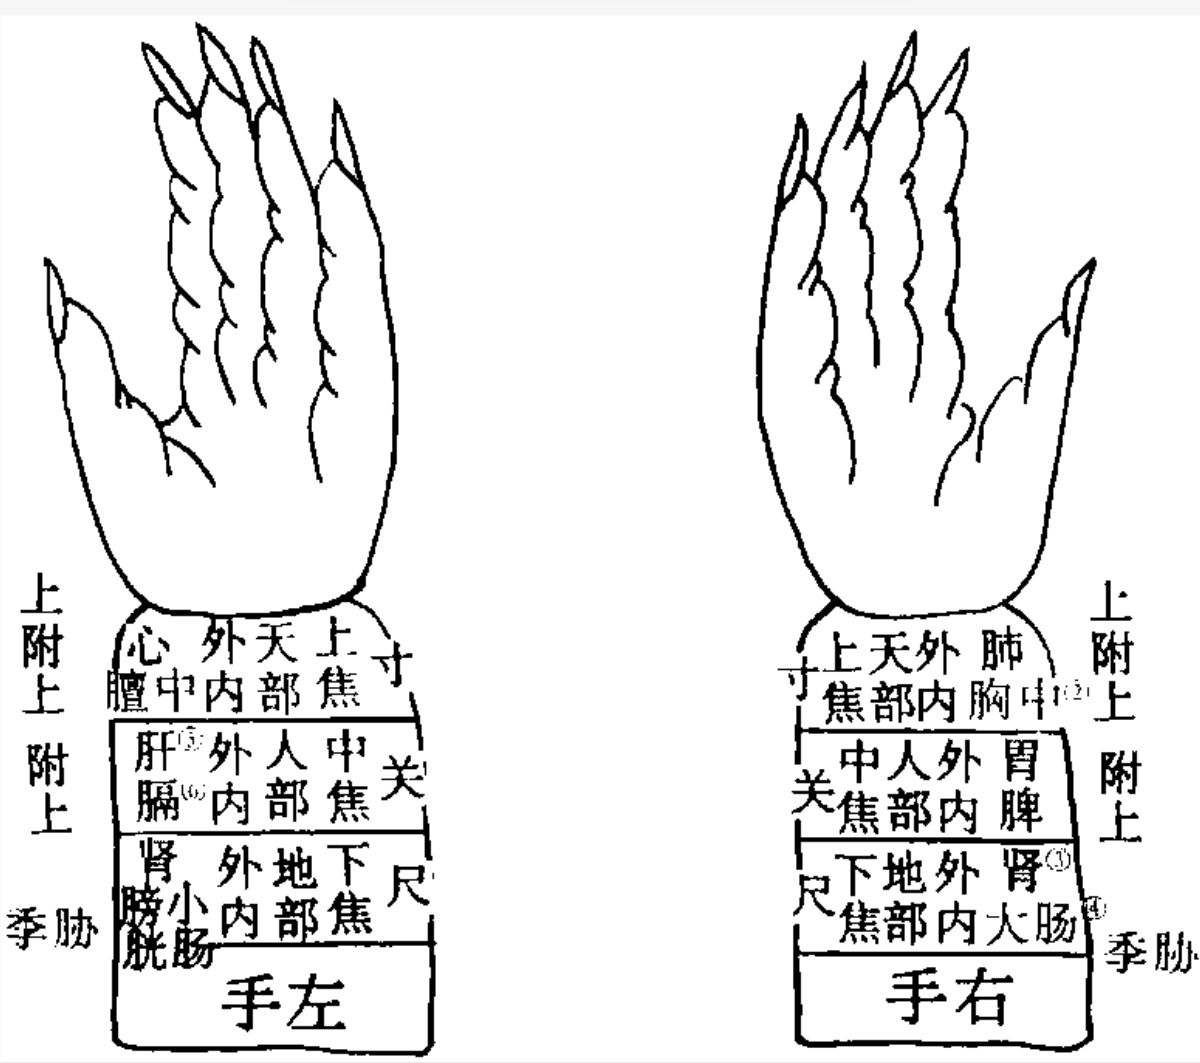 上附上
附上
季胁
寸
上焦
天部
外内
心
膻中
关
中焦
人部
外内
肝⑸
膈⑹
尺
下焦
地部
外内
肾
小肠
膀胱
左手
寸
上焦
天部
外内
肺
胸中⑵
关
中焦
人部
外内
胃
脾
尺
下焦
地部
外内
肾③
大肠④
右手
上附上
附上
季胁